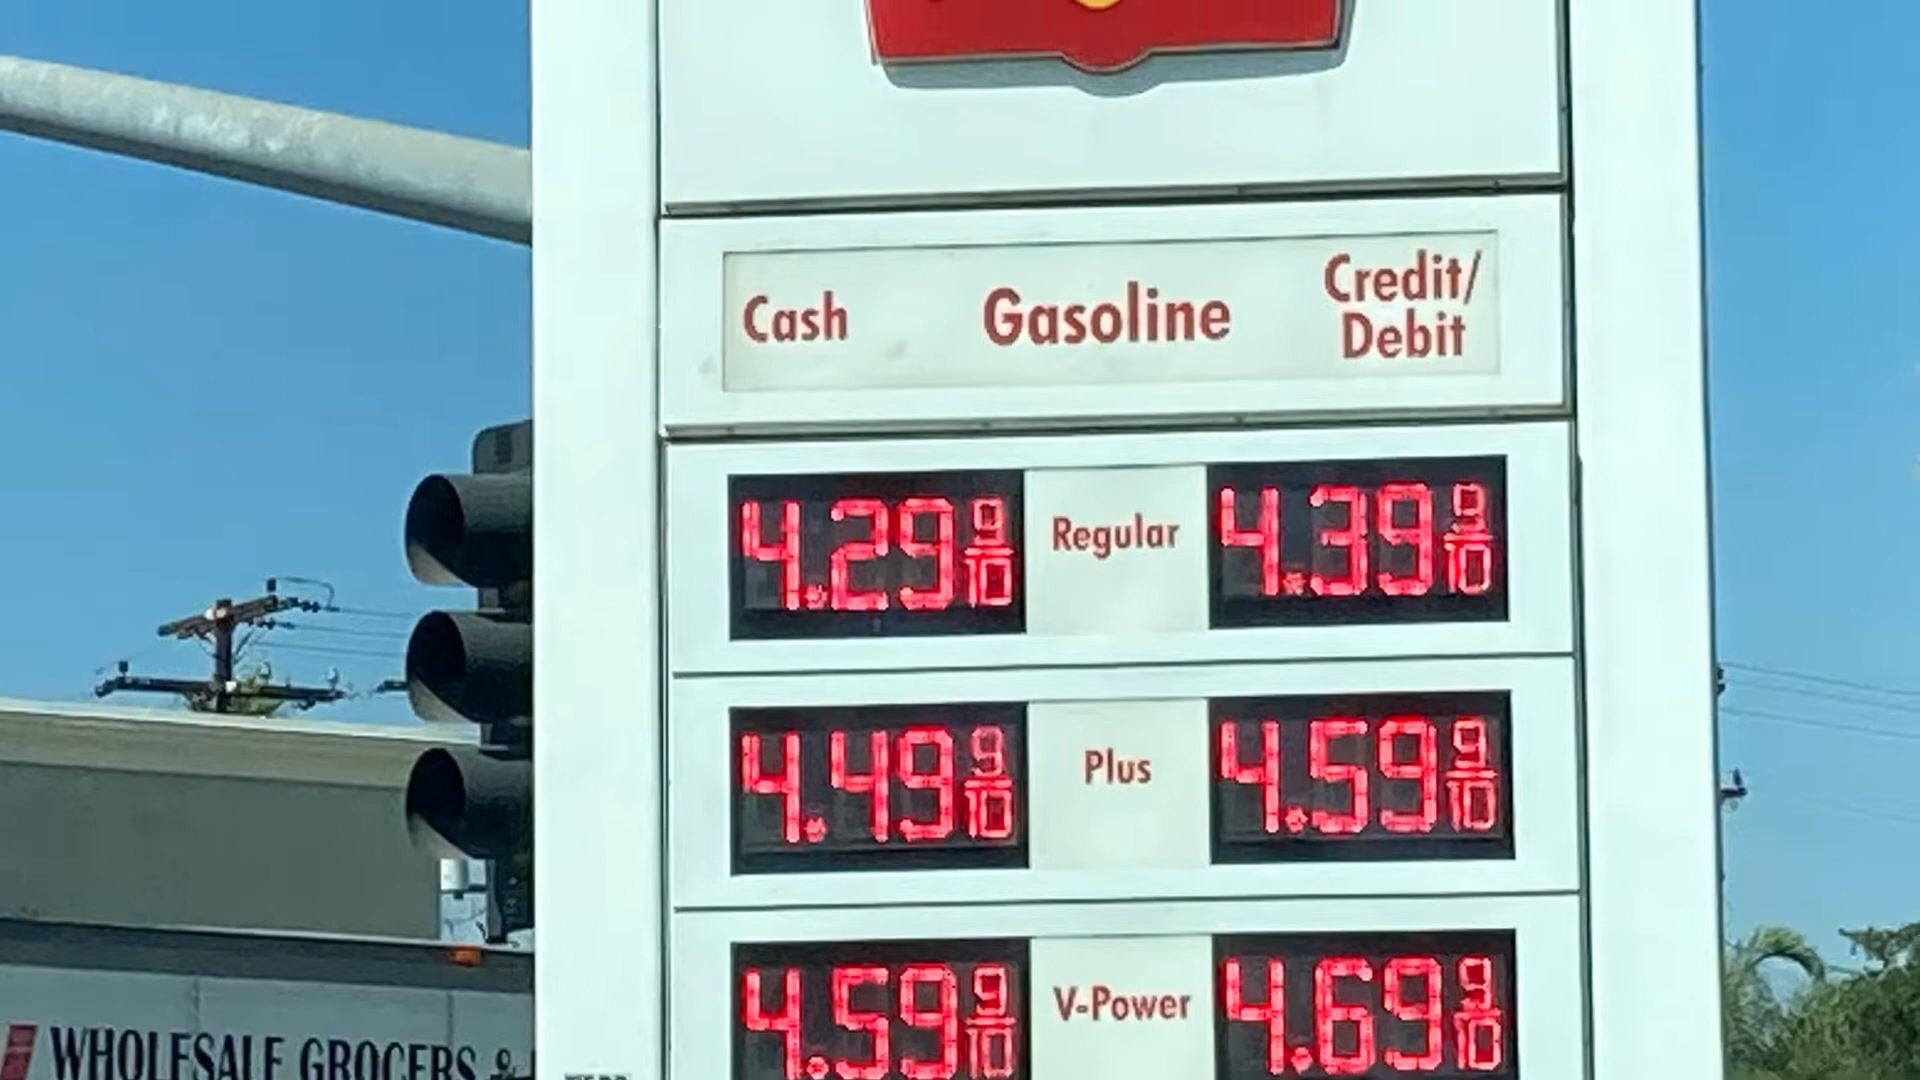 Cash Gasoline Credit/
Debit
4.29 9/10 Regular 4.39 9/10
4.49 9/10 Plus 4.59 9/10
4.59 9/10 V-Power 4.69 9/10
WHOLESALE GROCERS &